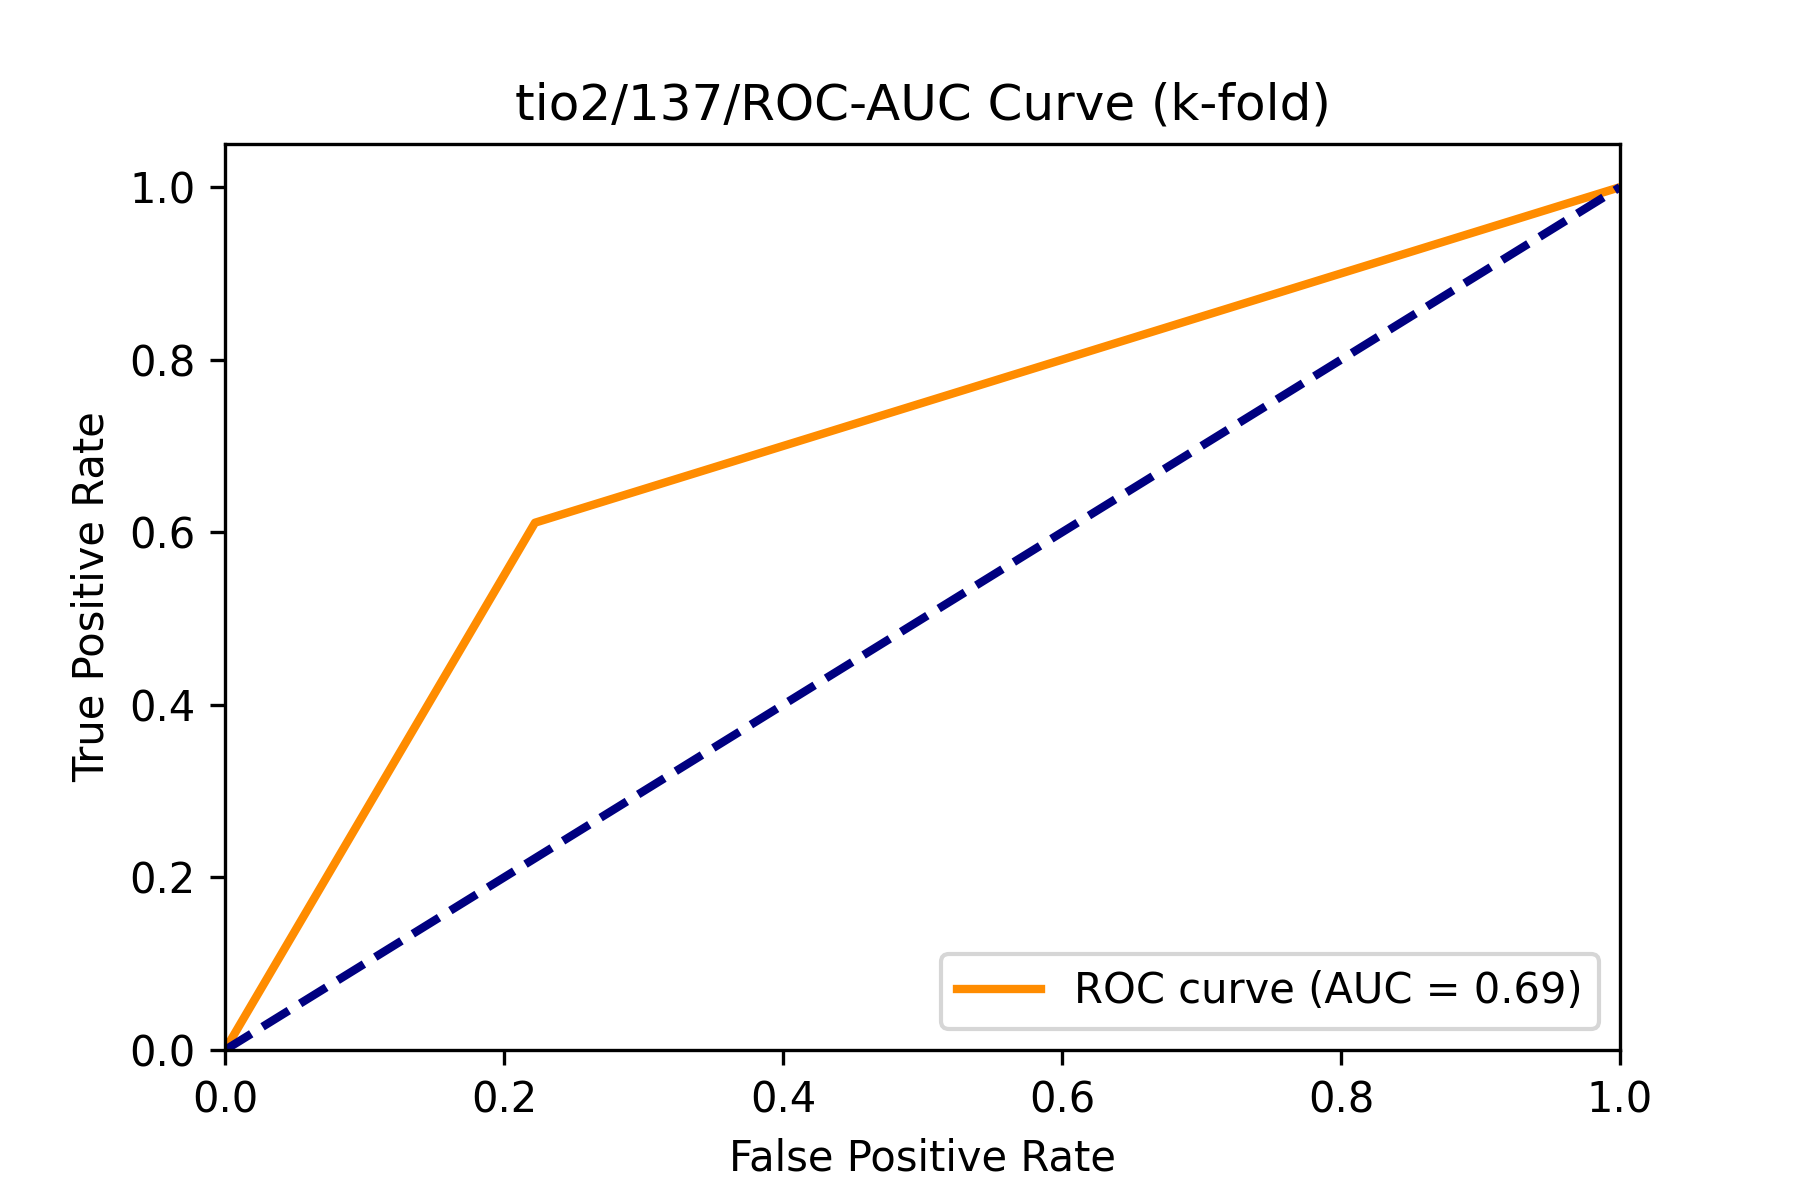 tio2/137/ROC-AUC Curve (k-fold)
1.0
0.8
0.6
0.4
0.2
0.0
True Positive Rate
ROC curve (AUC = 0.69)
0.0 0.2 0.4 0.6 0.8 1.0
False Positive Rate